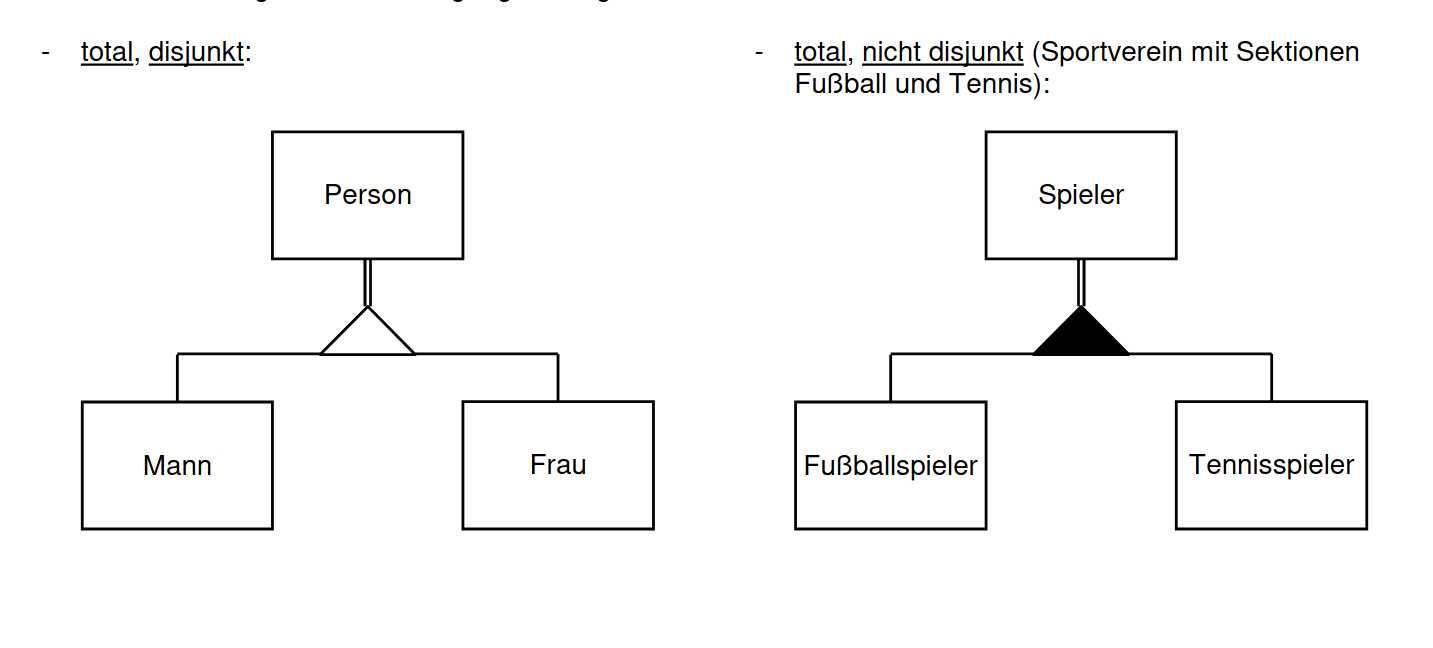 - total, disjunkt:
- total, nicht disjunkt (Sportverein mit Sektionen
Fußball und Tennis):
Person
Mann
Frau
Spieler
Fußballspieler
Tennisspieler